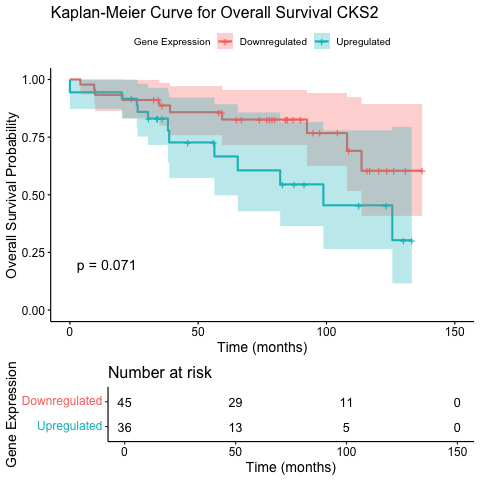 Kaplan-Meier Curve for Overall Survival CKS2
Gene Expression Downregulated Upregulated
Overall Survival Probability
1.00
0.75
0.50
0.25
0.00
p = 0.071
0 50 100 150
Time (months)
Number at risk
Gene Expression
Downregulated 45 29 11 0
Upregulated 36 13 5 0
0 50 100 150
Time (months)